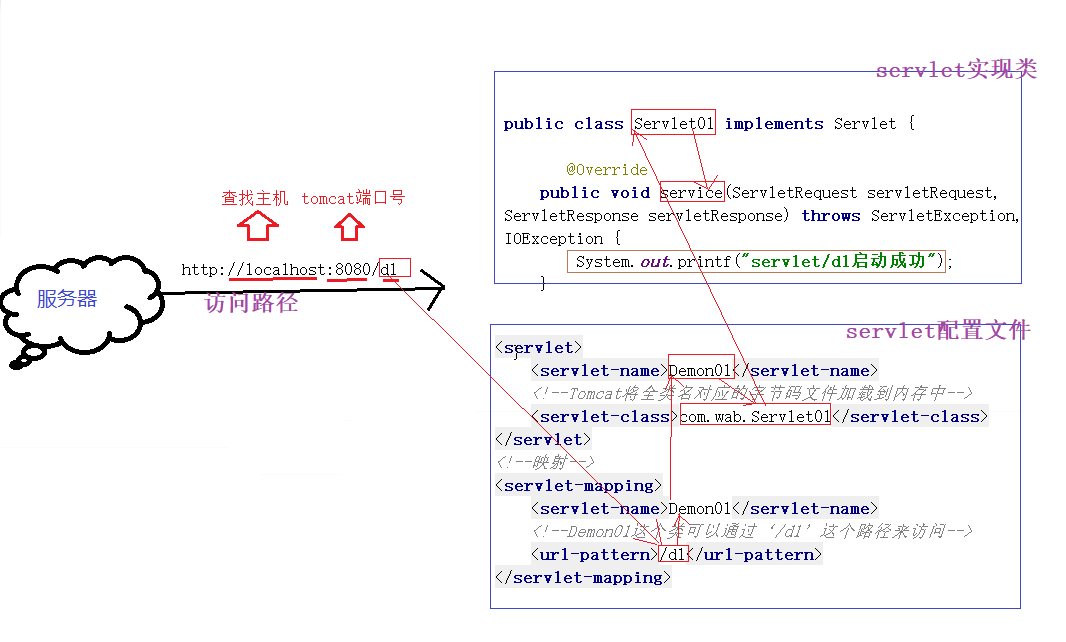 servlet实现类
public class Servlet01 implements Servlet {
@Override
public void service(ServletRequest servletRequest,
ServletResponse servletResponse) throws ServletException,
IOException {
System.out.printf("servlet/d1启动成功");
}
查找主机 tomcat端口号
http://localhost:8080/d1
服务器
访问路径
servlet配置文件
<servlet>
<servlet-name>Demon01</servlet-name>
<!--Tomcat将全类名对应的字节码文件加载到内存中-->
<servlet-class>com.wab.Servlet01</servlet-class>
</servlet>
<!--映射-->
<servlet-mapping>
<servlet-name>Demon01</servlet-name>
<!--Demon01这个类可以通过‘/d1’这个路径来访问-->
<url-pattern>/d1</url-pattern>
</servlet-mapping>